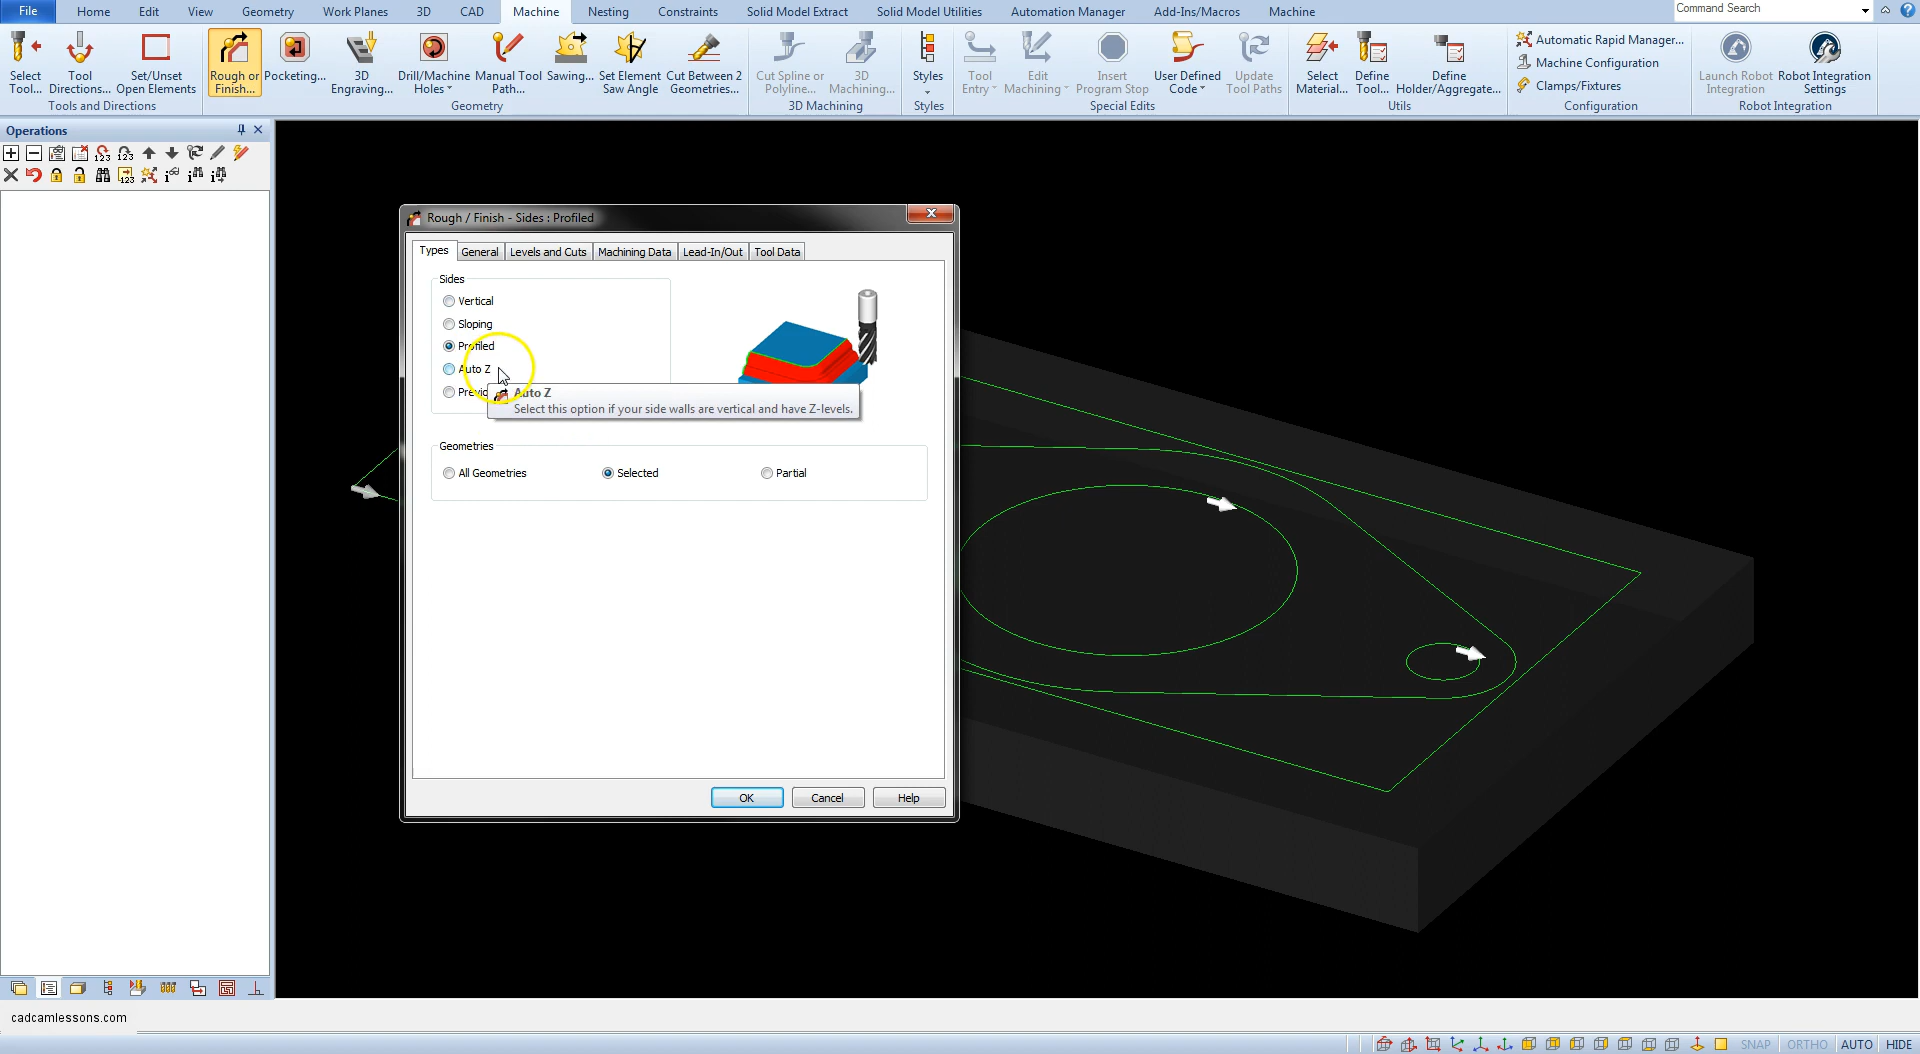 File Home Edit View Geometry Work Planes 3D CAD Machine Nesting Constraints Solid Model Extract Solid Model Utilities Automation Manager Add-Ins/Macros Machine Command Search
Select Tool...
Tool Directions...
Set/Unset Open Elements
Tools and Directions
Rough or Finish...
Pocketing...
3D Engraving...
Drill/Machine Holes
Manual Tool Path...
Sawing...
Set Element Saw Angle
Cut Between 2 Geometries...
Geometry
Cut Spline or Polyline...
3D Machining...
3D Machining
Styles
Styles
Tool Entry
Edit Machining
Insert Program Stop
User Defined Code
Update Tool Paths
Special Edits
Select Material...
Define Tool...
Define Holder/Aggregate...
Utils
Automatic Rapid Manager...
Machine Configuration
Clamps/Fixtures
Configuration
Launch Robot Integration
Robot Integration Settings
Robot Integration
Operations
123 123
123
Rough / Finish - Sides : Profiled
Types General Levels and Cuts Machining Data Lead-In/Out Tool Data
Sides
Vertical
Sloping
Profiled
Auto Z
Auto Z
Select this option if your side walls are vertical and have Z-levels.
Geometries
All Geometries Selected Partial
OK Cancel Help
cadcamlessons.com
SNAP ORTHO AUTO HIDE